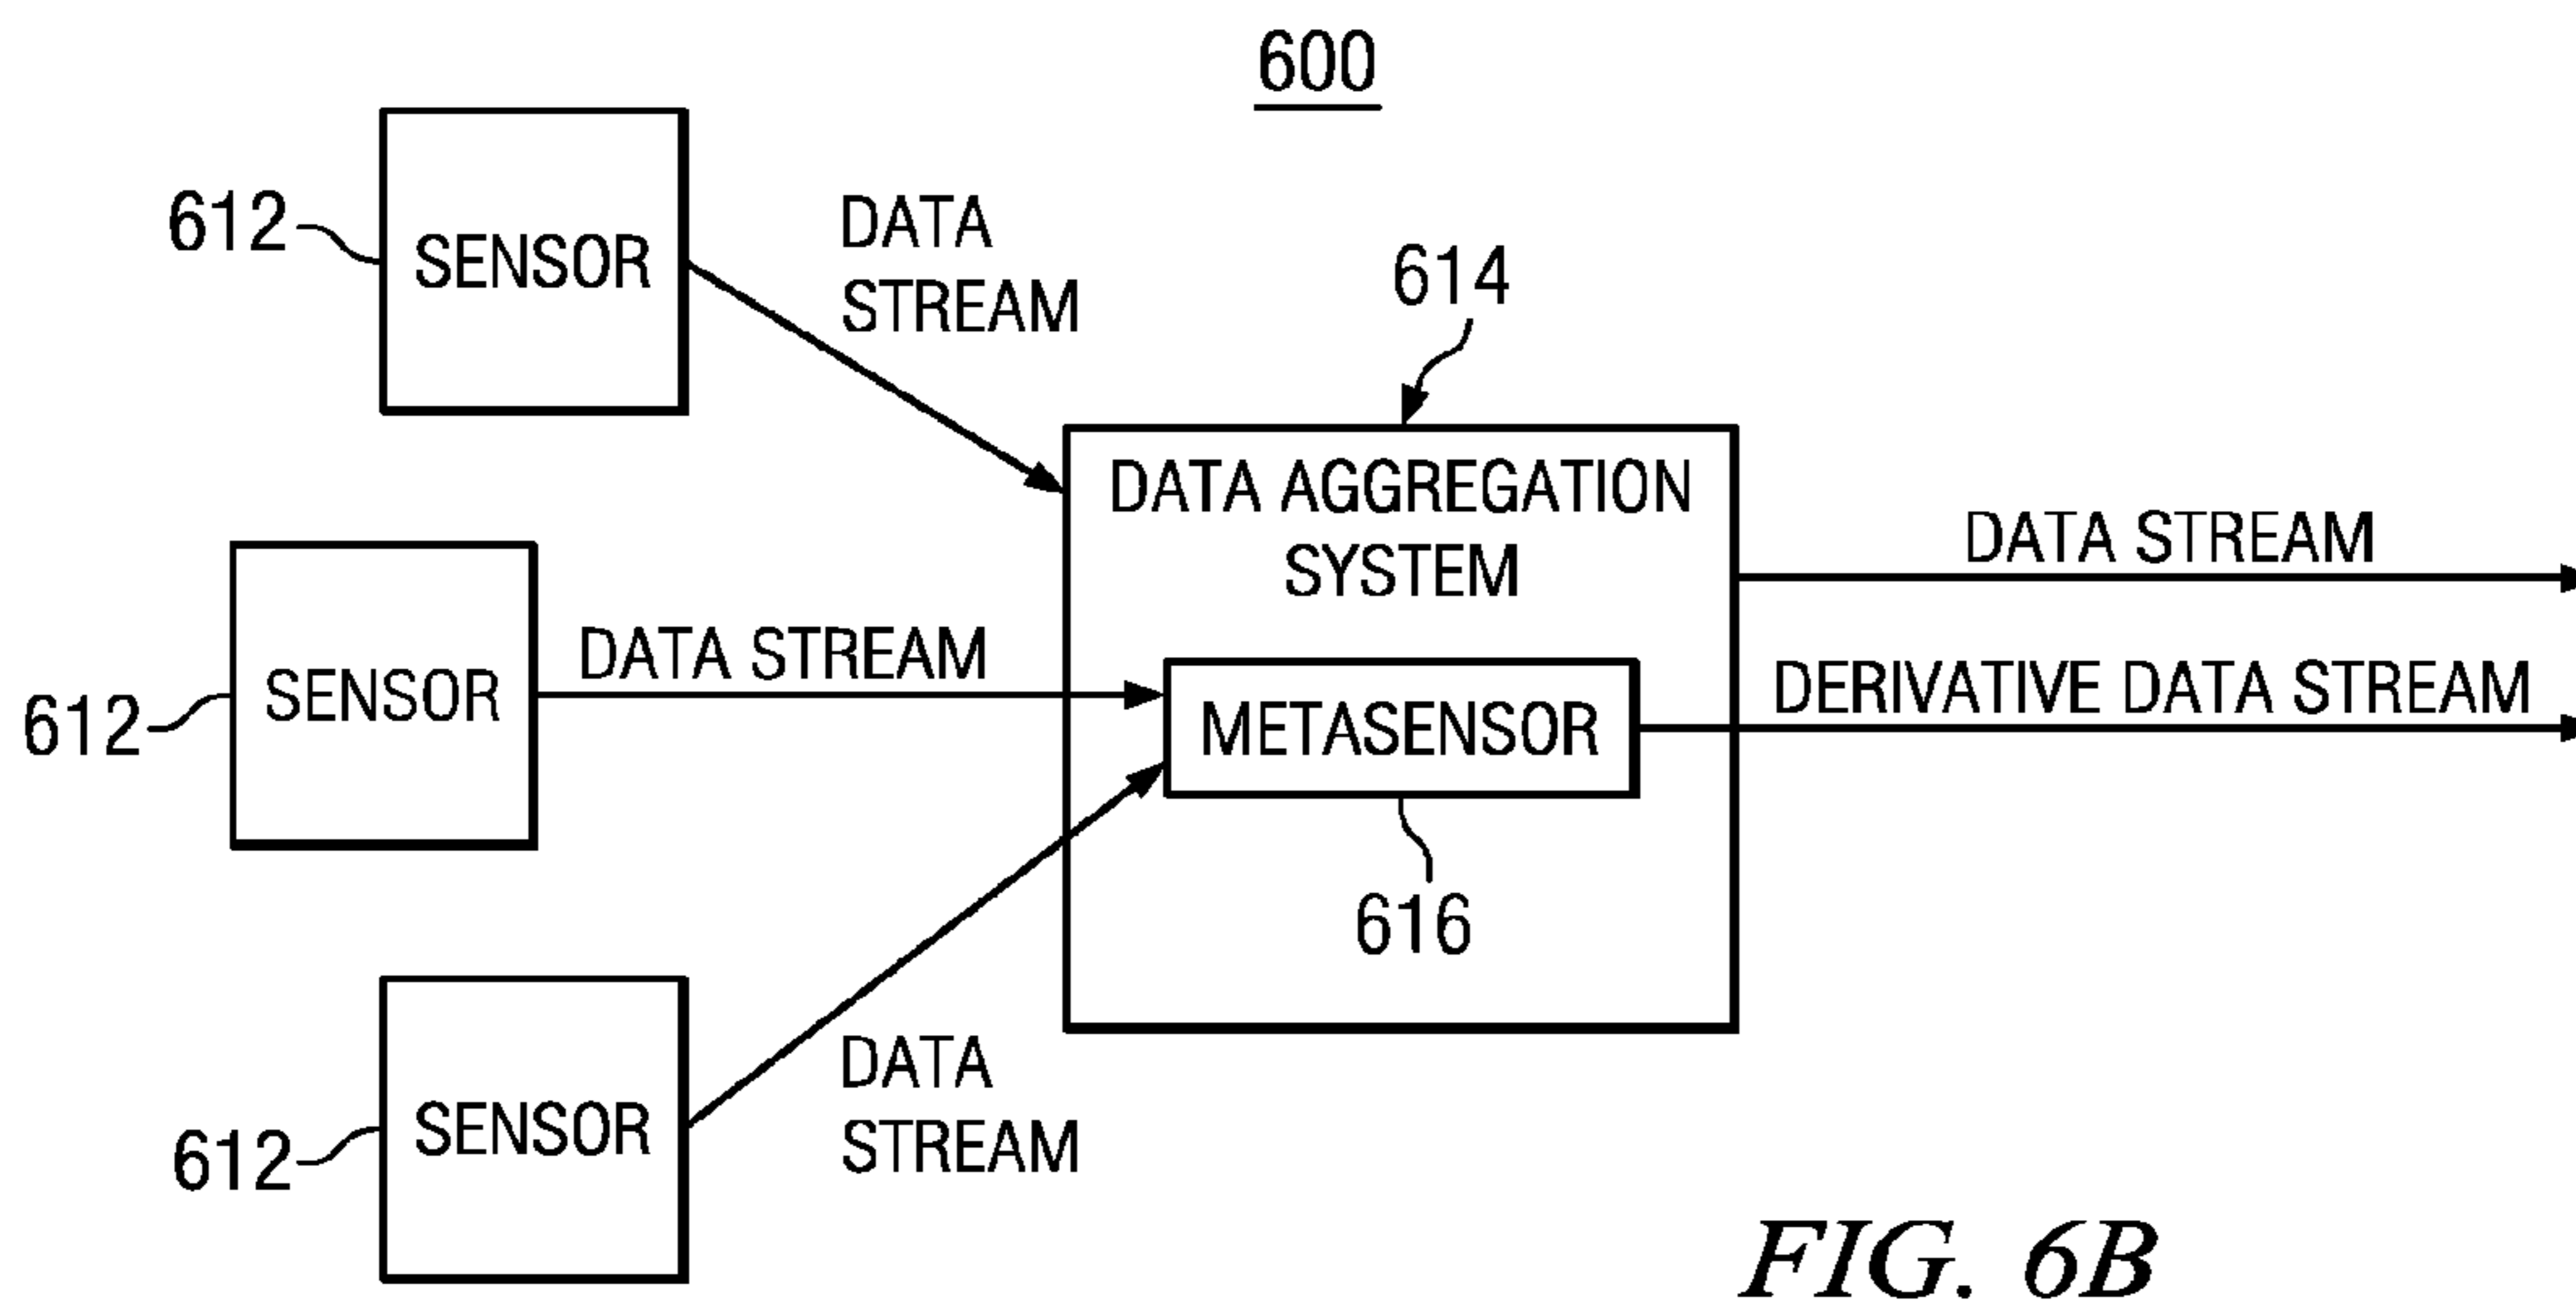 600
612
SENSOR
DATA
STREAM
614
DATA AGGREGATION
SYSTEM
DATA STREAM
612
SENSOR
DATA STREAM
METASENSOR
DERIVATIVE DATA STREAM
616
612
SENSOR
DATA
STREAM
FIG. 6B